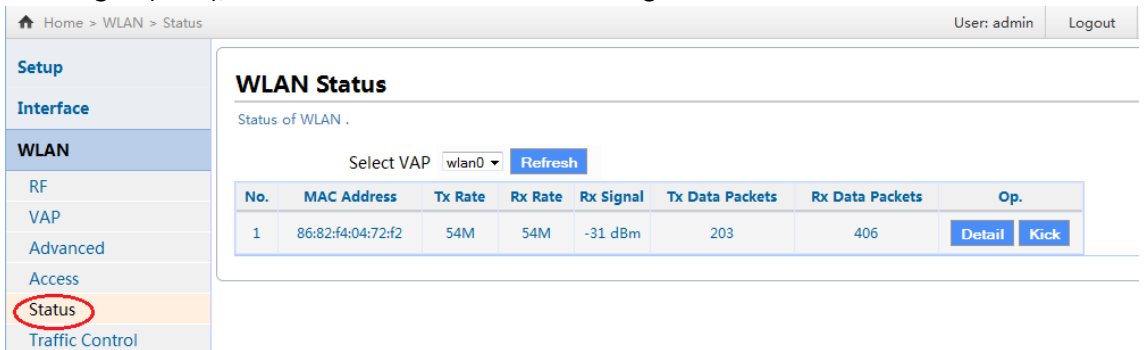 Home > WLAN > Status User: admin Logout
Setup
Interface
WLAN
RF
VAP
Advanced
Access
Status
Traffic Control
WLAN Status
Status of WLAN .
Select VAP wlan0 Refresh
No. MAC Address Tx Rate Rx Rate Rx Signal Tx Data Packets Rx Data Packets Op.
1 86:82:f4:04:72:f2 54M 54M -31 dBm 203 406 Detail Kick